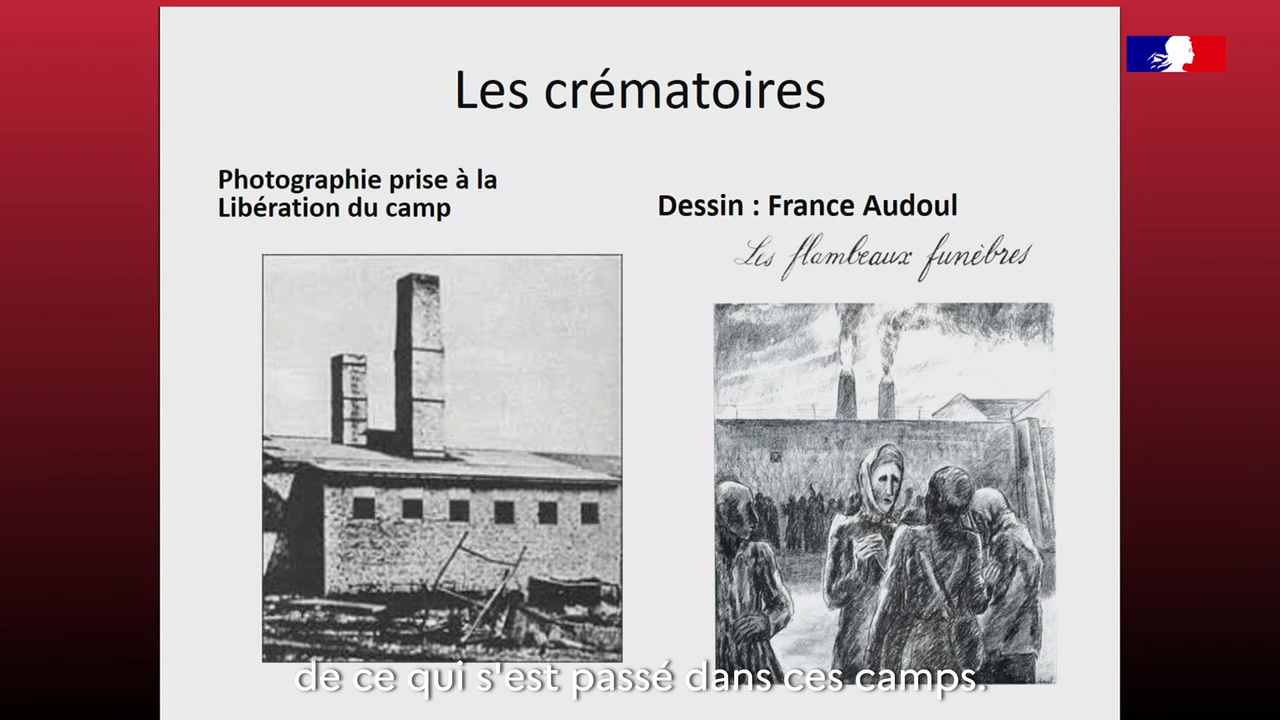 Les crématoires
Photographie prise à la
Libération du camp
Dessin : France Audoul
Les flambeaux funèbres
de ce qui s'est passé dans ces camps.